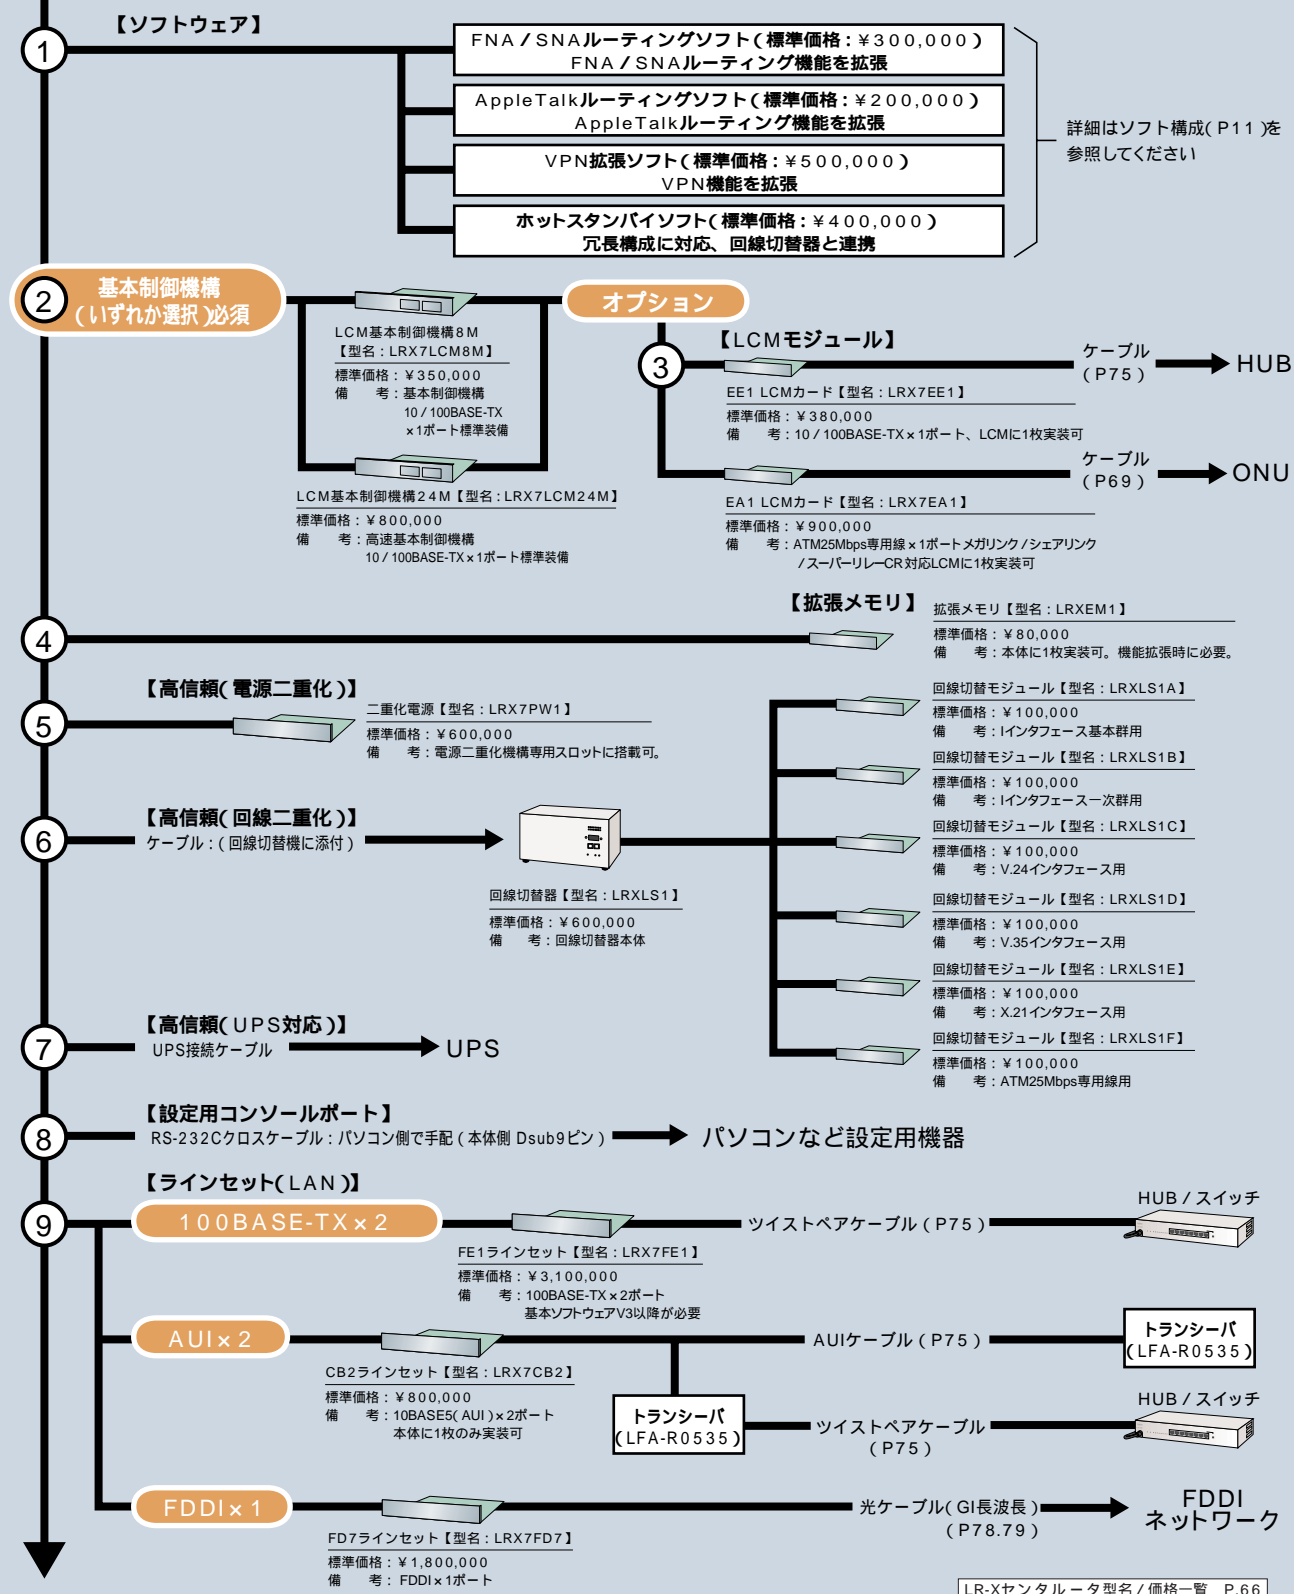 【ソフトウェア】
①
FNA/SNAルーティングソフト(標準価格:¥300,000)
FNA/SNAルーティング機能を拡張
AppleTalkルーティングソフト(標準価格:¥200,000)
AppleTalkルーティング機能を拡張
VPN拡張ソフト(標準価格:¥500,000)
VPN機能を拡張
ホットスタンバイソフト(標準価格:¥400,000)
冗長構成に対応、回線切替器と連携
詳細はソフト構成(P11)を
参照してください
②
基本制御機構
(いずれか選択)必須
LCM基本制御機構8M
【型名:LRX7LCM8M】
標準価格:¥350,000
備 考:基本制御機構
10/100BASE-TX
×1ポート標準装備
LCM基本制御機構24M【型名:LRX7LCM24M】
標準価格:¥800,000
備 考:高速基本制御機構
10/100BASE-TX×1ポート標準装備
オプション
③
【LCMモジュール】
EE1 LCMカード【型名:LRX7EE1】
標準価格:¥380,000
備 考:10/100BASE-TX×1ポート、LCMに1枚実装可
ケーブル
(P75)
HUB
EA1 LCMカード【型名:LRX7EA1】
標準価格:¥900,000
備 考:ATM25Mbps専用線×1ポートメガリンク/シェアリンク
/スーパーリレーCR対応LCMに1枚実装可
ケーブル
(P69)
ONU
④
【拡張メモリ】
拡張メモリ【型名:LRXEM1】
標準価格:¥80,000
備 考:本体に1枚実装可。機能拡張時に必要。
⑤
【高信頼(電源二重化)】
二重化電源【型名:LRX7PW1】
標準価格:¥600,000
備 考:電源二重化機構専用スロットに搭載可。
⑥
【高信頼(回線二重化)】
ケーブル:(回線切替機に添付)
回線切替器【型名:LRXLS1】
標準価格:¥600,000
備 考:回線切替器本体
回線切替モジュール【型名:LRXLS1A】
標準価格:¥100,000
備 考:Iインタフェース基本群用
回線切替モジュール【型名:LRXLS1B】
標準価格:¥100,000
備 考:Iインタフェース一次群用
回線切替モジュール【型名:LRXLS1C】
標準価格:¥100,000
備 考:V.24インタフェース用
回線切替モジュール【型名:LRXLS1D】
標準価格:¥100,000
備 考:V.35インタフェース用
回線切替モジュール【型名:LRXLS1E】
標準価格:¥100,000
備 考:X.21インタフェース用
回線切替モジュール【型名:LRXLS1F】
標準価格:¥100,000
備 考:ATM25Mbps専用線用
⑦
【高信頼(UPS対応)】
UPS接続ケーブル
UPS
⑧
【設定用コンソールポート】
RS-232Cクロスケーブル:パソコン側で手配(本体側 Dsub9ピン)
パソコンなど設定用機器
⑨
【ラインセット(LAN)】
100BASE-TX×2
FE1ラインセット【型名:LRX7FE1】
標準価格:¥3,100,000
備 考:100BASE-TX×2ポート
基本ソフトウェアV3以降が必要
ツイストペアケーブル(P75)
HUB/スイッチ
AUI×2
CB2ラインセット【型名:LRX7CB2】
標準価格:¥800,000
備 考:10BASE5(AUI)×2ポート
本体に1枚のみ実装可
AUIケーブル(P75)
トランシーバ
(LFA-R0535)
トランシーバ
(LFA-R0535)
ツイストペアケーブル
(P75)
HUB/スイッチ
FDDI×1
FD7ラインセット【型名:LRX7FD7】
標準価格:¥1,800,000
備 考:FDDI×1ポート
光ケーブル(GI長波長)
(P78.79)
FDDI
ネットワーク
LR-Xセンタルータ型名/価格一覧 P.66